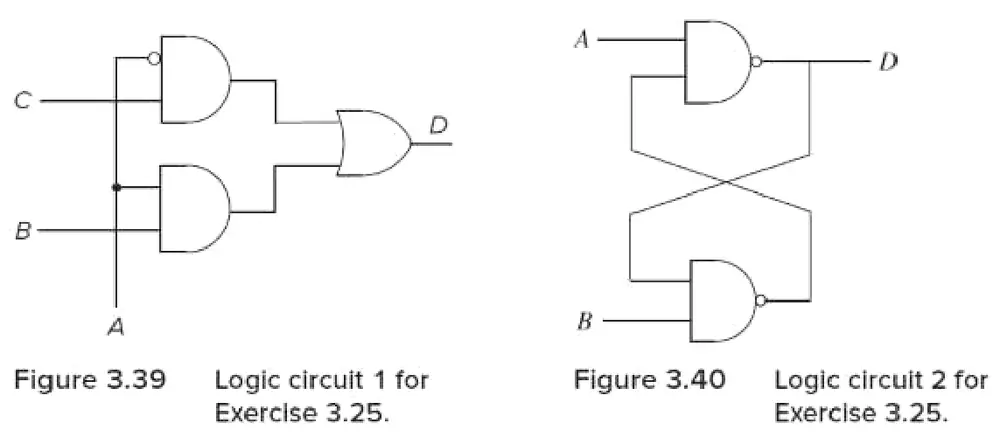 C
B
A
D
Figure 3.39 Logic circuit 1 for
Exercise 3.25.
A
B
D
Figure 3.40 Logic circuit 2 for
Exercise 3.25.